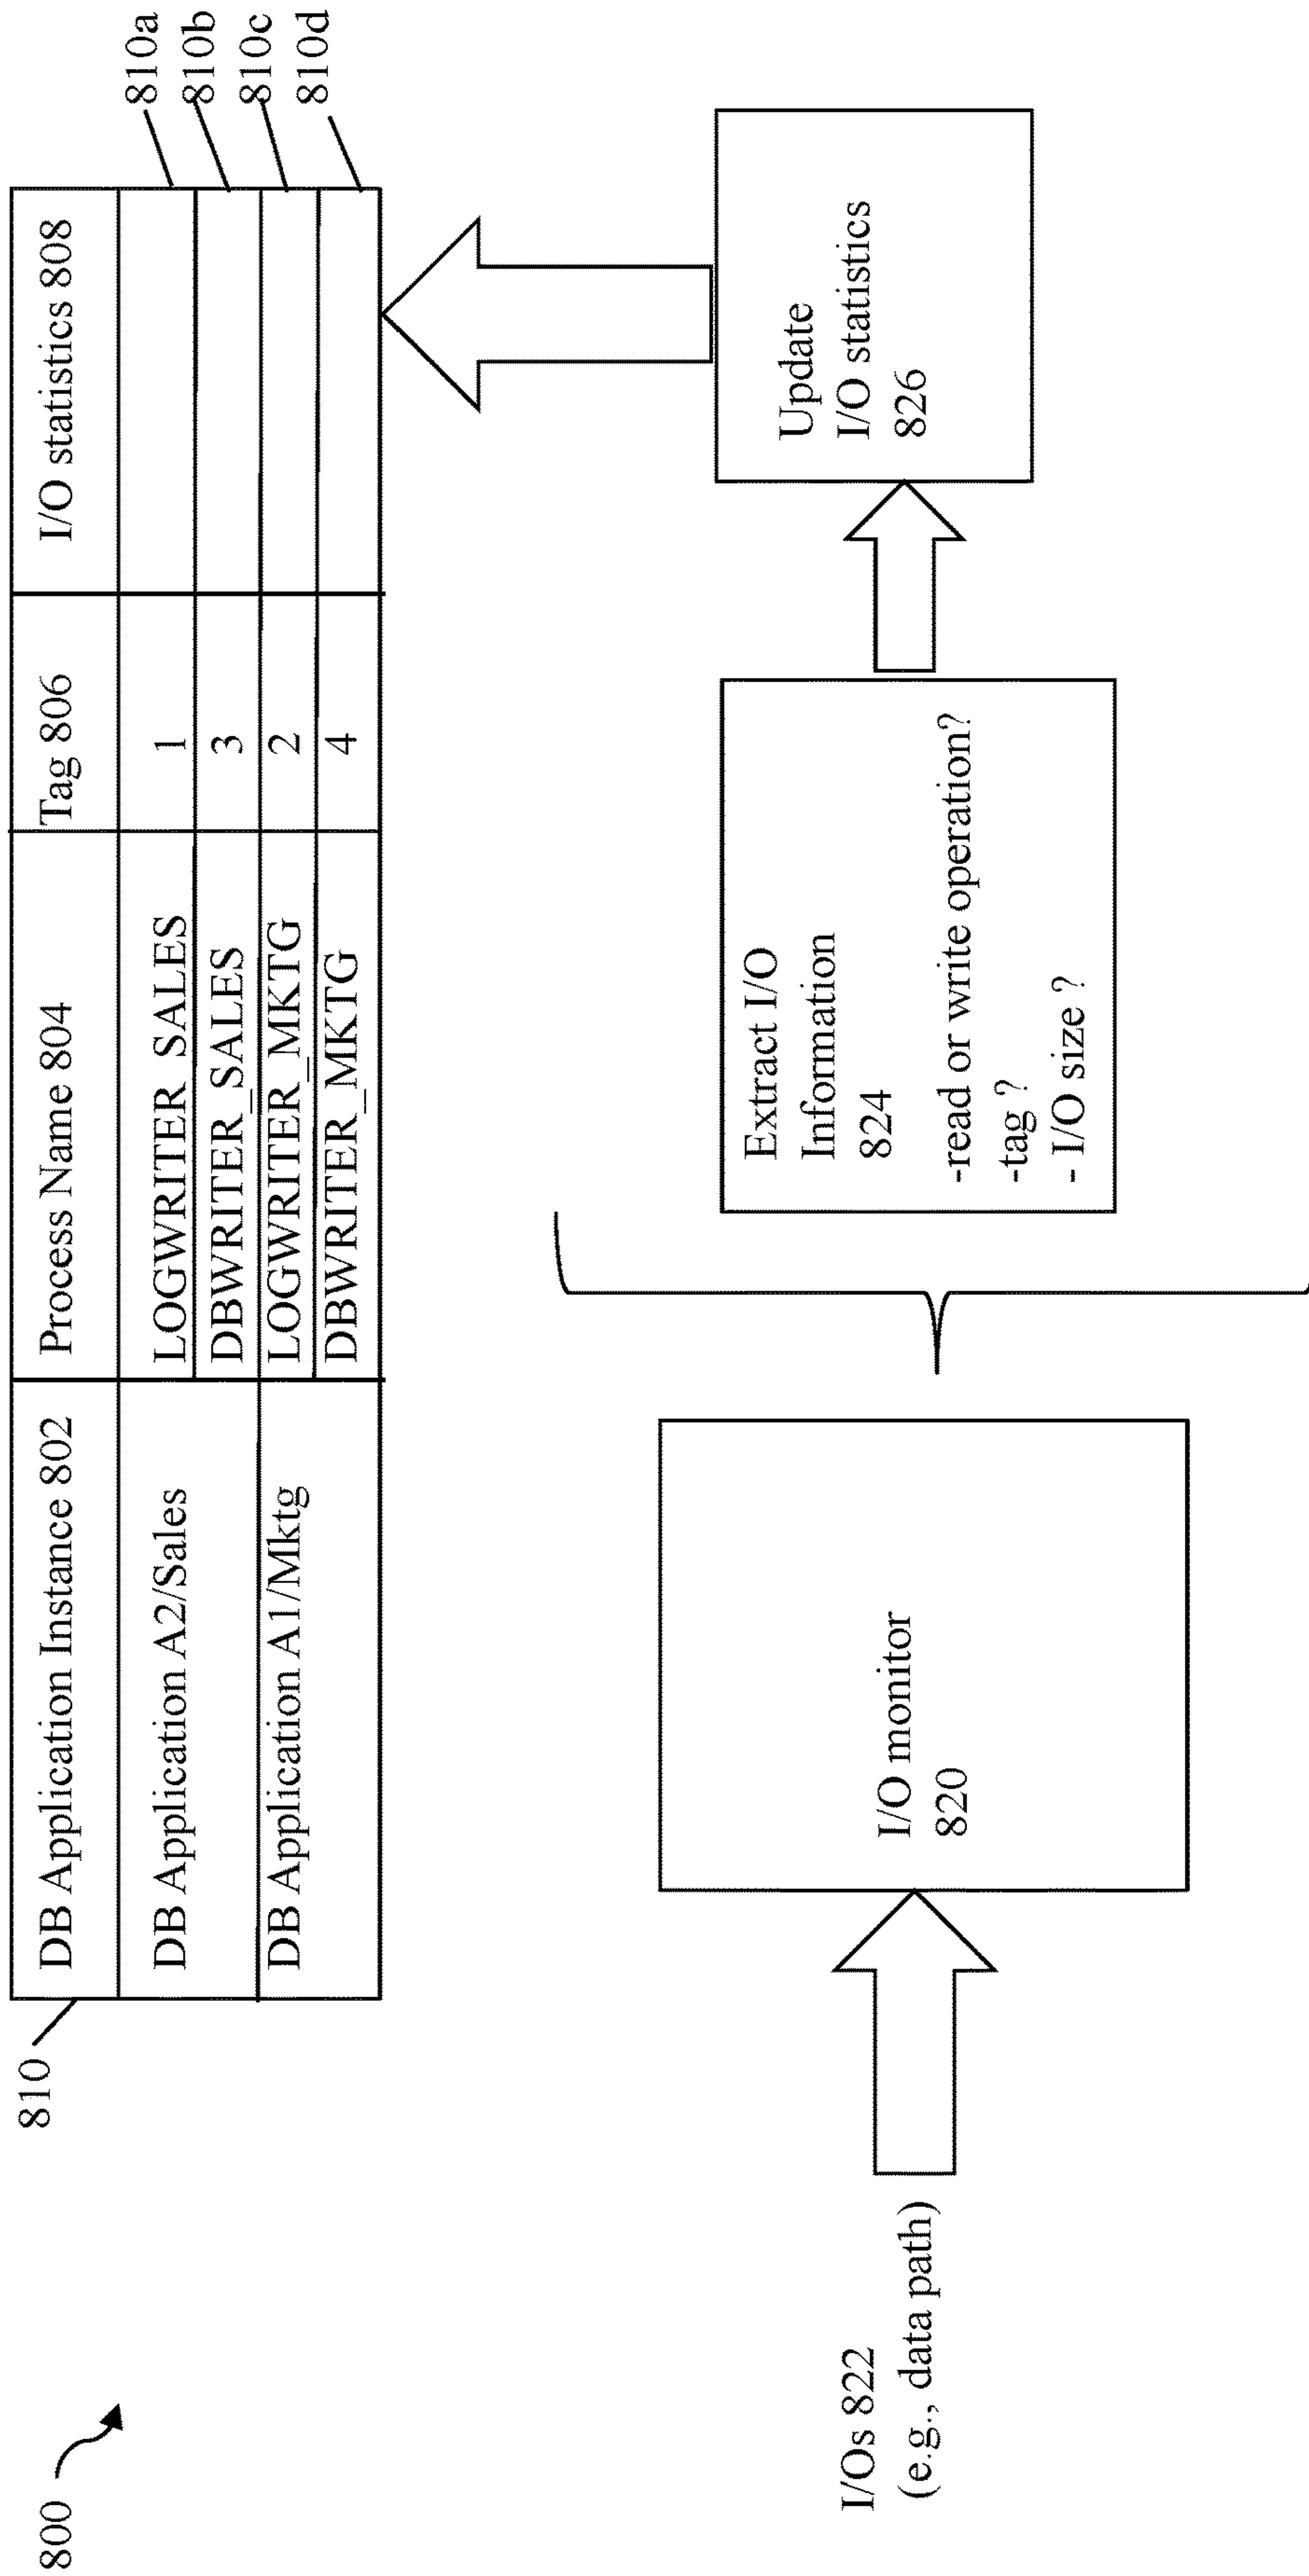 800
810
DB Application Instance 802
Process Name 804
Tag 806
I/O statistics 808
DB Application A2/Sales
LOGWRITER_SALES
1
810a
DBWRITER_SALES
3
810b
DB Application A1/Mktg
LOGWRITER_MKTG
2
810c
DBWRITER_MKTG
4
810d
I/Os 822
(e.g., data path)
I/O monitor
820
Extract I/O
Information
824
-read or write operation?
-tag ?
- I/O size ?
Update
I/O statistics
826